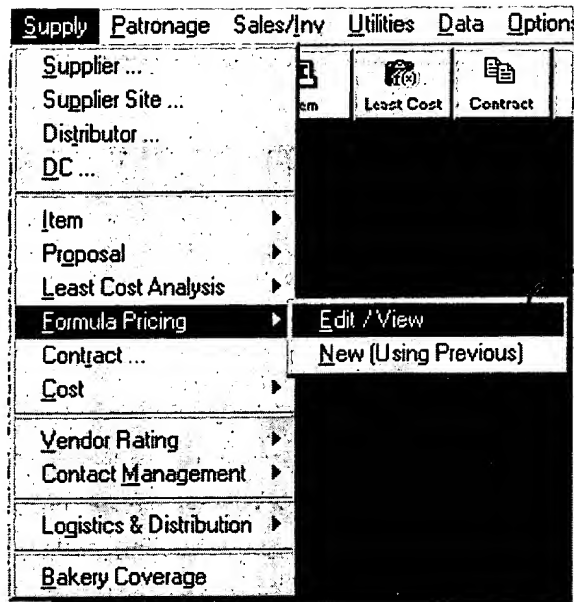 Supply Patronage Sales/Inv Utilities Data Option
Supplier ...
Supplier Site ...
Distributor ...
DC ...
em Least Cost Contract
Item
Proposal
Least Cost Analysis
Formula Pricing
Edit / View
New (Using Previous)
Contract ...
Cost
Vendor Rating
Contact Management
Logistics & Distribution
Bakery Coverage